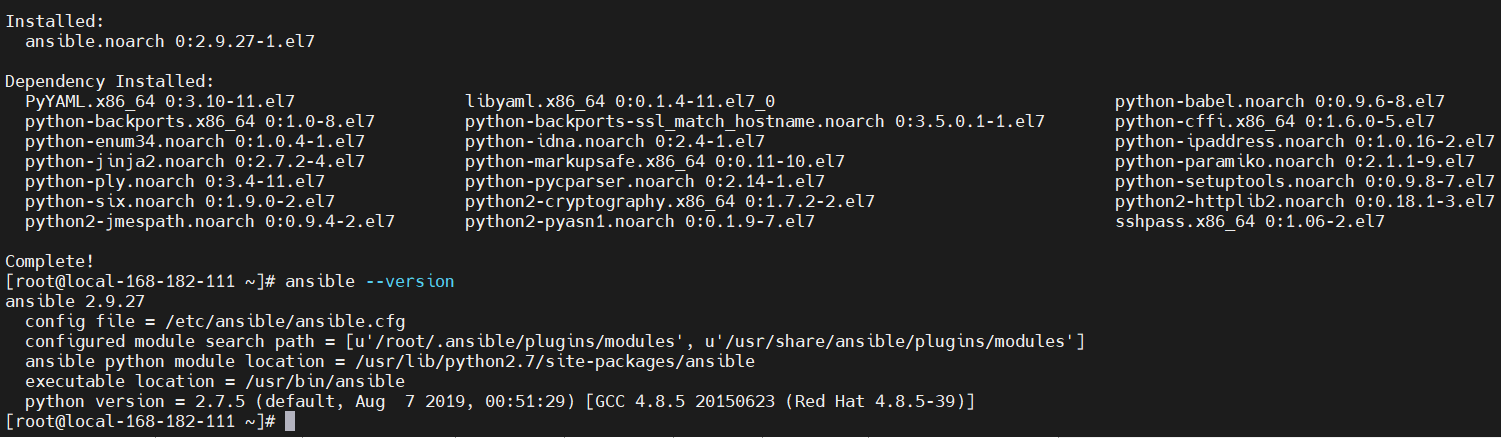 Installed:
  ansible.noarch 0:2.9.27-1.el7

Dependency Installed:
  PyYAML.x86_64 0:3.10-11.el7                 libyaml.x86_64 0:0.1.4-11.el7_0                                  python-babel.noarch 0:0.9.6-8.el7
  python-backports.x86_64 0:1.0-8.el7         python-backports-ssl_match_hostname.noarch 0:3.5.0.1-1.el7       python-cffi.x86_64 0:1.6.0-5.el7
  python-enum34.noarch 0:1.0.4-1.el7          python-idna.noarch 0:2.4-1.el7                                   python-ipaddress.noarch 0:1.0.16-2.el7
  python-jinja2.noarch 0:2.7.2-4.el7          python-markupsafe.x86_64 0:0.11-10.el7                           python-paramiko.noarch 0:2.1.1-9.el7
  python-ply.noarch 0:3.4-11.el7              python-pycparser.noarch 0:2.14-1.el7                             python-setuptools.noarch 0:0.9.8-7.el7
  python-six.noarch 0:1.9.0-2.el7             python2-cryptography.x86_64 0:1.7.2-2.el7                        python2-httplib2.noarch 0:0.18.1-3.el7
  python2-jmespath.noarch 0:0.9.4-2.el7       python2-pyasn1.noarch 0:0.1.9-7.el7                              sshpass.x86_64 0:1.06-2.el7

Complete!
[root@local-168-182-111 ~]# ansible --version
ansible 2.9.27
  config file = /etc/ansible/ansible.cfg
  configured module search path = [u'/root/.ansible/plugins/modules', u'/usr/share/ansible/plugins/modules']
  ansible python module location = /usr/lib/python2.7/site-packages/ansible
  executable location = /usr/bin/ansible
  python version = 2.7.5 (default, Aug  7 2019, 00:51:29) [GCC 4.8.5 20150623 (Red Hat 4.8.5-39)]
[root@local-168-182-111 ~]#